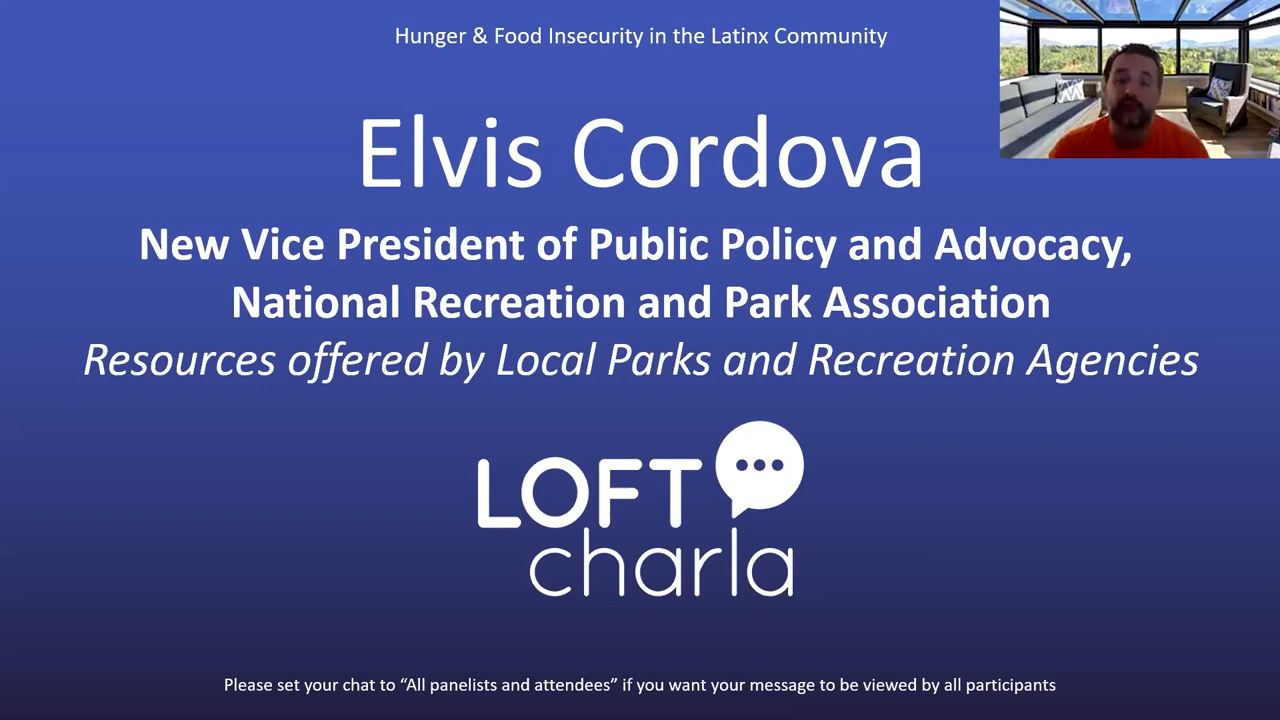 Hunger & Food Insecurity in the Latinx Community
Elvis Cordova
New Vice President of Public Policy and Advocacy,
National Recreation and Park Association
Resources offered by Local Parks and Recreation Agencies
LOFT
charla
Please set your chat to “All panelists and attendees” if you want your message to be viewed by all participants